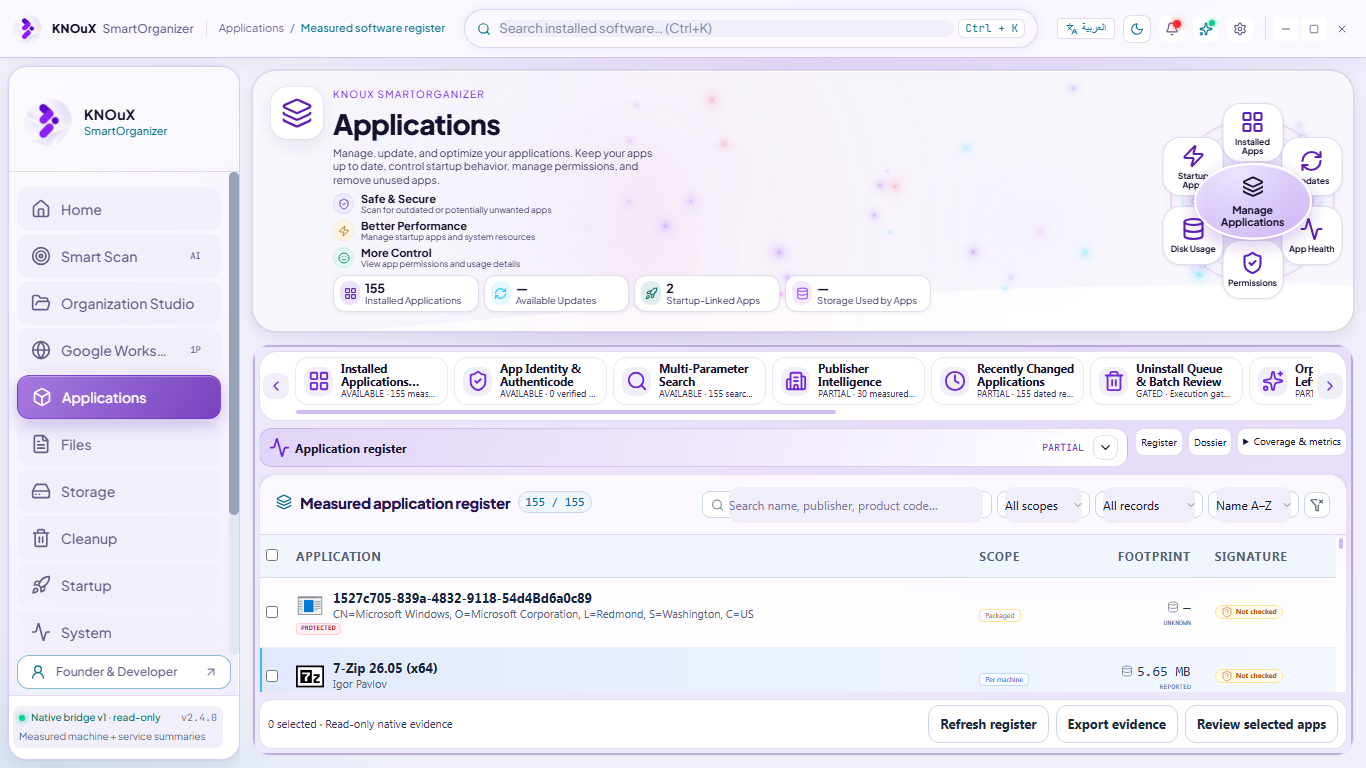 KNOuX SmartOrganizer
Applications / Measured software register
Search installed software... (Ctrl+K)
Ctrl + K
العربية
KNOuX
SmartOrganizer
Home
Smart Scan AI
Organization Studio
Google Works... 1P
Applications
Files
Storage
Cleanup
Startup
System
Founder & Developer
Native bridge v1 · read-only v2.4.0
Measured machine + service summaries
KNOUX SMARTORGANIZER
Applications
Manage, update, and optimize your applications. Keep your apps
up to date, control startup behavior, manage permissions, and
remove unused apps.
Safe & Secure
Scan for outdated or potentially unwanted apps
Better Performance
Manage startup apps and system resources
More Control
View app permissions and usage details
155
Installed Applications
—
Available Updates
2
Startup-Linked Apps
—
Storage Used by Apps
Installed
Apps
Startup
App
dates
Manage
Applications
Disk Usage
App Health
Permissions
Installed
Applications...
AVAILABLE · 155 meas...
App Identity &
Authenticode
AVAILABLE · 0 verified ...
Multi-Parameter
Search
AVAILABLE · 155 searc...
Publisher
Intelligence
PARTIAL · 30 measured...
Recently Changed
Applications
PARTIAL · 155 dated re...
Uninstall Queue
& Batch Review
GATED · Execution gat...
Orp
Left
PART
Application register
PARTIAL
Register
Dossier
Coverage & metrics
Measured application register 155 / 155
Search name, publisher, product code...
All scopes
All records
Name A–Z
APPLICATION SCOPE FOOTPRINT SIGNATURE
1527c705-839a-4832-9118-54d4Bd6a0c89
CN=Microsoft Windows, O=Microsoft Corporation, L=Redmond, S=Washington, C=US
PROTECTED
Packaged
—
UNKNOWN
Not checked
7-Zip 26.05 (x64)
Igor Pavlov
Per machine
5.65 MB
REPORTED
Not checked
0 selected · Read-only native evidence
Refresh register
Export evidence
Review selected apps